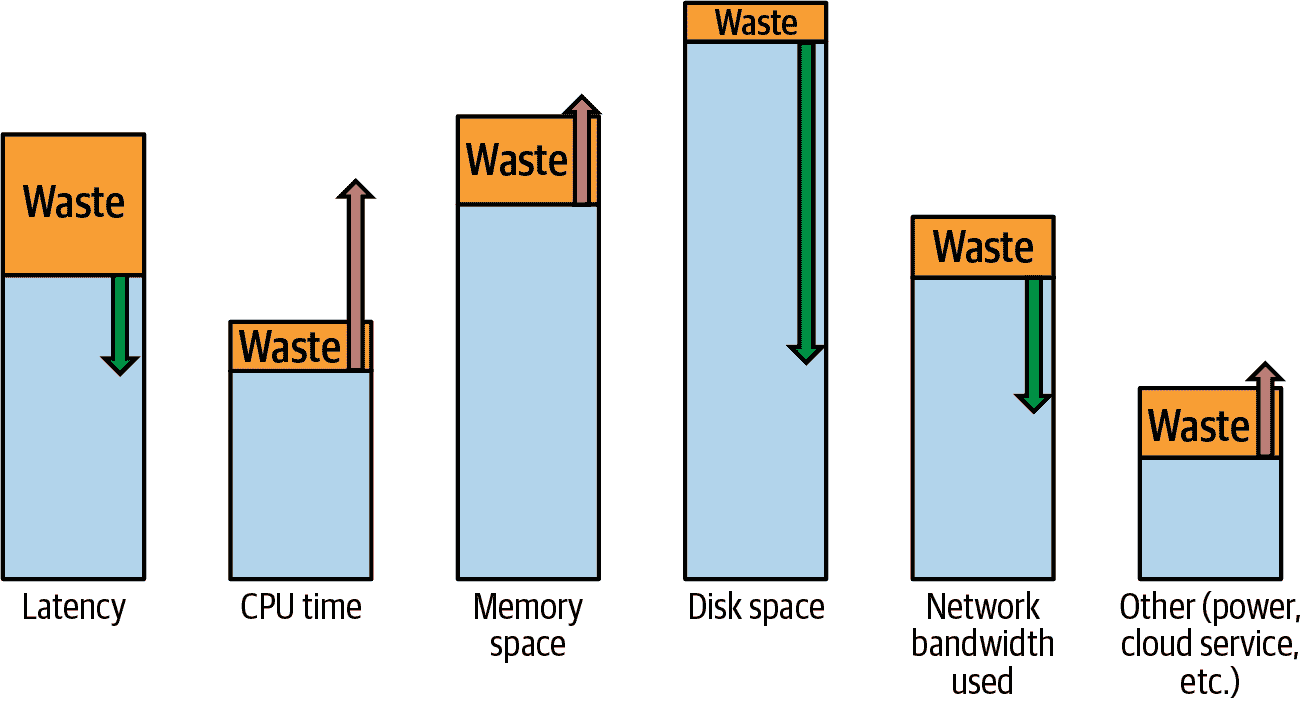 Waste
Waste
Waste
Waste
Waste
Waste
Latency
CPU time
Memory
space
Disk space
Network
bandwidth
used
Other (power,
cloud service,
etc.)